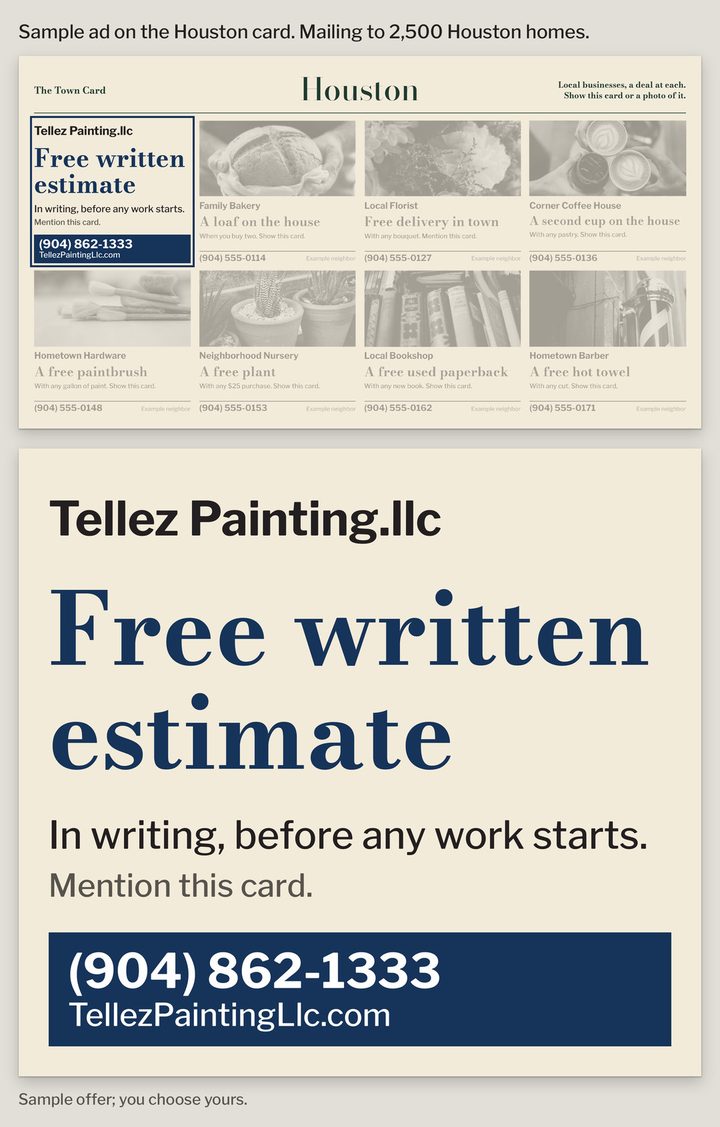 Sample ad on the Houston card. Mailing to 2,500 Houston homes.
The Town Card
Houston
Local businesses, a deal at each.
Show this card or a photo of it.
Tellez Painting.llc
Free written
estimate
In writing, before any work starts.
Mention this card.
(904) 862-1333
TellezPaintingLlc.com
Family Bakery
A loaf on the house
When you buy two. Show this card.
(904) 555-0114
Example neighbor
Local Florist
Free delivery in town
With any bouquet. Mention this card.
(904) 555-0127
Example neighbor
Corner Coffee House
A second cup on the house
With any pastry. Show this card.
(904) 555-0136
Example neighbor
Hometown Hardware
A free paintbrush
With any gallon of paint. Show this card.
(904) 555-0148
Example neighbor
Neighborhood Nursery
A free plant
With any $25 purchase. Show this card.
(904) 555-0153
Example neighbor
Local Bookshop
A free used paperback
With any new book. Show this card.
(904) 555-0162
Example neighbor
Hometown Barber
A free hot towel
With any cut. Show this card.
(904) 555-0171
Example neighbor
Tellez Painting.llc
Free written
estimate
In writing, before any work starts.
Mention this card.
(904) 862-1333
TellezPaintingLlc.com
Sample offer; you choose yours.